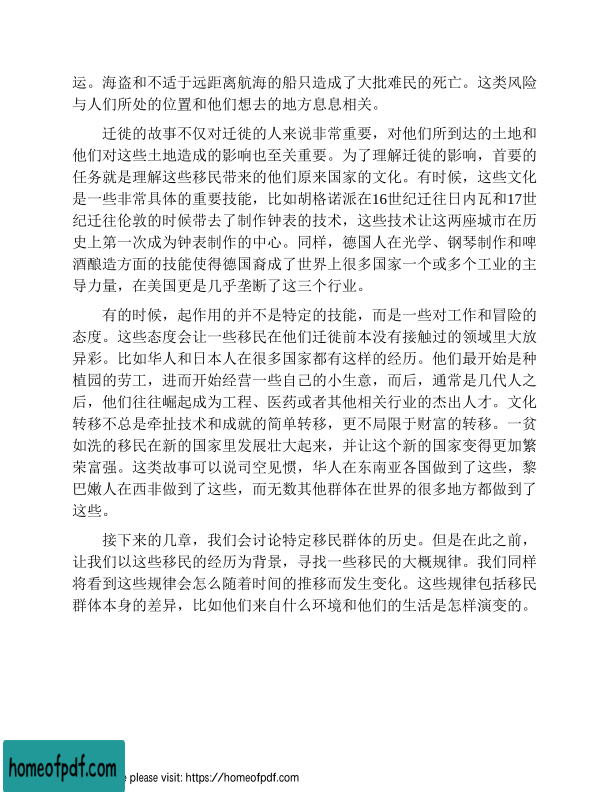 运。海盗和不适于远距离航海的船只造成了大批难民的死亡。这类风险
与人们所处的位置和他们想去的地方息息相关。
迁徙的故事不仅对迁徙的人来说非常重要，对他们所到达的土地和
他们对这些土地造成的影响也至关重要。为了理解迁徙的影响，首要的
任务就是理解这些移民带来的他们原来国家的文化。有时候，这些文化
是一些非常具体的重要技能，比如胡格诺派在16世纪迁往日内瓦和17世
纪迁往伦敦的时候带去了制作钟表的技术，这些技术让这两座城市在历
史上第一次成为钟表制作的中心。同样，德国人在光学、钢琴制作和啤
酒酿造方面的技能使得德国裔成了世界上很多国家一个或多个工业的主
导力量，在美国更是几乎垄断了这三个行业。
有的时候，起作用的并不是特定的技能，而是一些对工作和冒险的
态度。这些态度会让一些移民在他们迁徙前本没有接触过的领域里大放
异彩。比如华人和日本人在很多国家都有这样的经历。他们最开始是种
植园的劳工，进而开始经营一些自己的小生意，而后，通常是几代人之
后，他们往往崛起成为工程、医药或者其他相关行业的杰出人才。文化
转移不总是牵扯技术和成就的简单转移，更不局限于财富的转移。一贫
如洗的移民在新的国家里发展壮大起来，并让这个新的国家变得更加繁
荣富强。这类故事可以说司空见惯，华人在东南亚各国做到了这些，黎
巴嫩人在西非做到了这些，而无数其他群体在世界的很多地方都做到了
这些。
接下来的几章，我们会讨论特定移民群体的历史。但是在此之前，
让我们以这些移民的经历为背景，寻找一些移民的大概规律。我们同样
将看到这些规律会怎么随着时间的推移而发生变化。这些规律包括移民
群体本身的差异，比如他们来自什么环境和他们的生活是怎样演变的。
homeofpdf.com
e please visit: https://homeofpdf.com